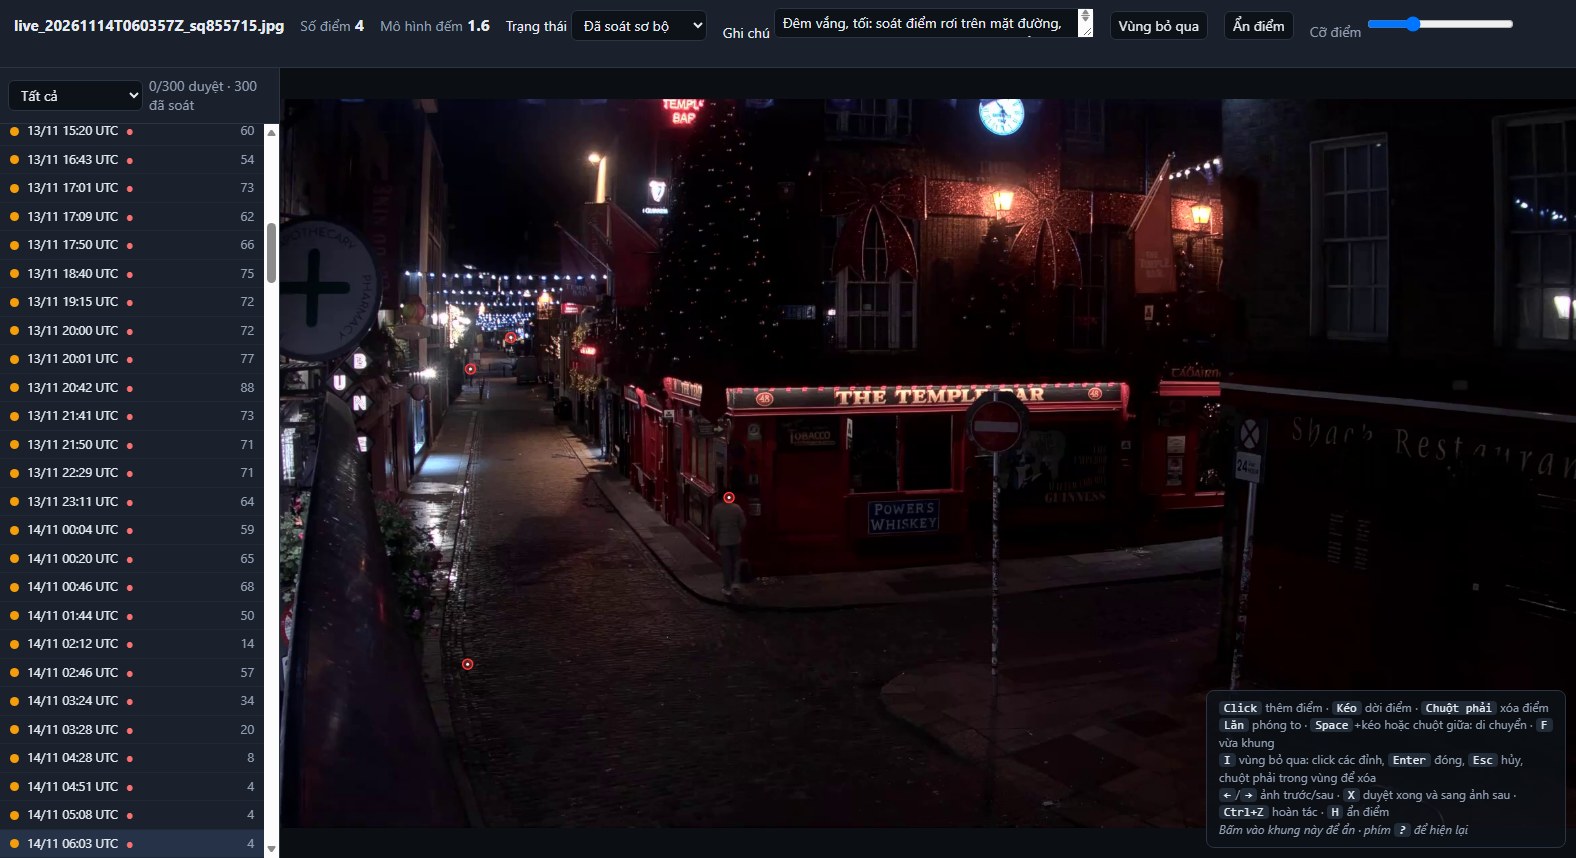 live_20261114T060357Z_sq855715.jpg Số điểm 4 Mô hình đếm 1.6 Trạng thái Đã soát sơ bộ Ghi chú Đêm vắng, tối: soát điểm rơi trên mặt đường, Vùng bỏ qua Ẩn điểm Cỡ điểm
Tất cả 0/300 duyệt · 300 đã soát
13/11 15:20 UTC 60
13/11 16:43 UTC 54
13/11 17:01 UTC 73
13/11 17:09 UTC 62
13/11 17:50 UTC 66
13/11 18:40 UTC 75
13/11 19:15 UTC 72
13/11 20:00 UTC 72
13/11 20:01 UTC 77
13/11 20:42 UTC 88
13/11 21:41 UTC 73
13/11 21:50 UTC 71
13/11 22:29 UTC 71
13/11 23:11 UTC 64
14/11 00:04 UTC 59
14/11 00:20 UTC 65
14/11 00:46 UTC 68
14/11 01:44 UTC 50
14/11 02:12 UTC 14
14/11 02:46 UTC 57
14/11 03:24 UTC 34
14/11 03:28 UTC 20
14/11 04:28 UTC 8
14/11 04:51 UTC 4
14/11 05:08 UTC 4
14/11 06:03 UTC 4
TEMPLE
BAR
GUINNESS
APOTHECARY
PHARMACY
B
U
N
48 THE TEMPLE BAR 48
TOBACCO
POWER'S
WHISKEY
GUINNESS
THE
TEMPLE
BAR
24
Shack Restauran
Click thêm điểm · Kéo dời điểm · Chuột phải xóa điểm
Lăn phóng to · Space+kéo hoặc chuột giữa: di chuyển · F
vừa khung
I vùng bỏ qua: click các đỉnh, Enter đóng, Esc hủy,
chuột phải trong vùng để xóa
←/→ ảnh trước/sau · X duyệt xong và sang ảnh sau ·
Ctrl+Z hoàn tác · H ẩn điểm
Bấm vào khung này để ẩn · phím ? để hiện lại